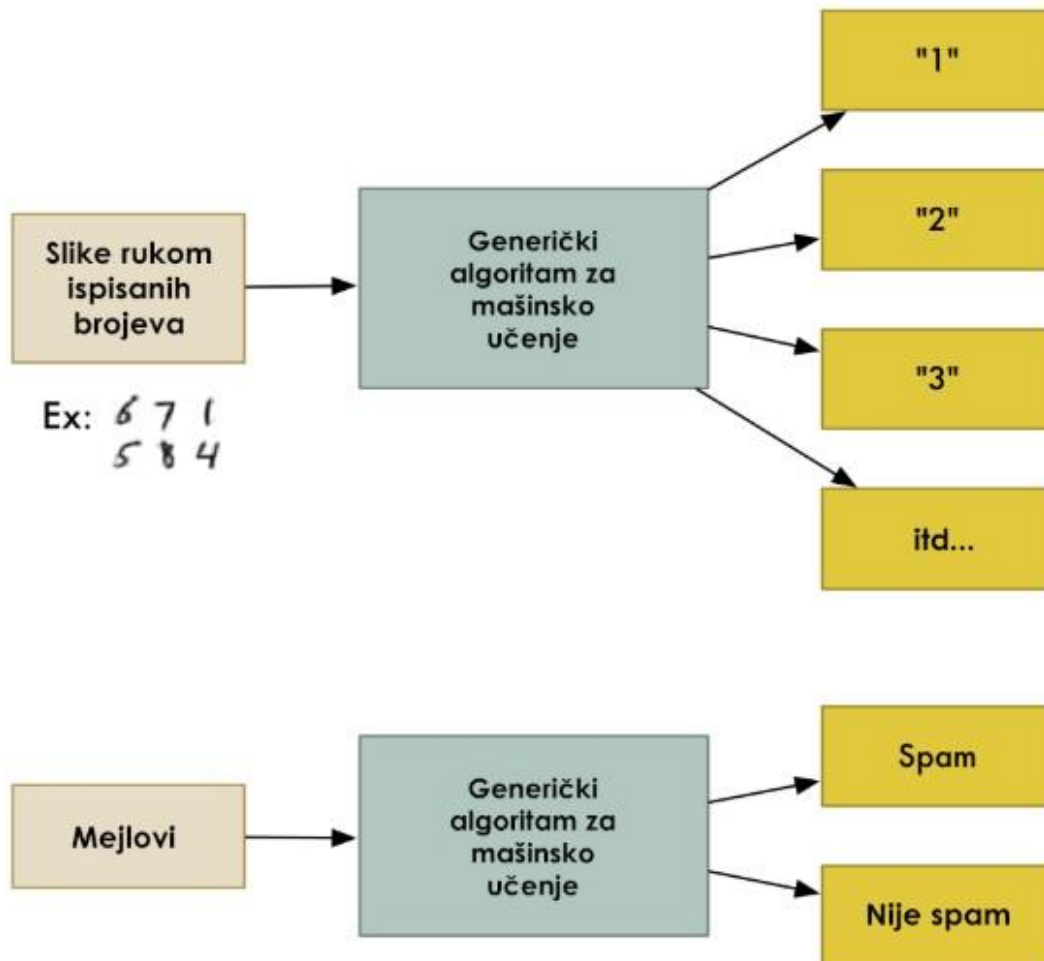 "1"
Slike rukom
ispisanih
brojeva
Generički
algoritam za
mašinsko
učenje
"2"
"3"
itd...
Ex: 6 7 1
5 8 4
Mejlovi
Generički
algoritam za
mašinsko
učenje
Spam
Nije spam